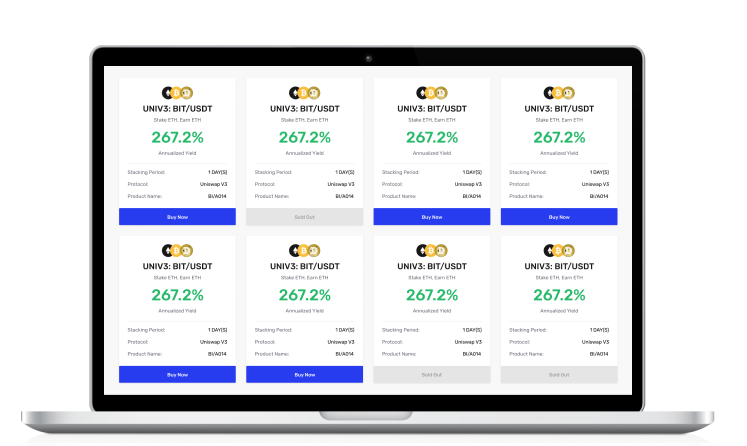 UNIV3: BIT/USDT
Stake ETH, Earn ETH
267.2%
Annualized Yield
Stacking Period: 1 DAY(S)
Protocol: Uniswap V3
Product Name: BI/A014
Buy Now
UNIV3: BIT/USDT
Stake ETH, Earn ETH
267.2%
Annualized Yield
Stacking Period: 1 DAY(S)
Protocol: Uniswap V3
Product Name: BI/A014
Sold Out
UNIV3: BIT/USDT
Stake ETH, Earn ETH
267.2%
Annualized Yield
Stacking Period: 1 DAY(S)
Protocol: Uniswap V3
Product Name: BI/A014
Buy Now
UNIV3: BIT/USDT
Stake ETH, Earn ETH
267.2%
Annualized Yield
Stacking Period: 1 DAY(S)
Protocol: Uniswap V3
Product Name: BI/A014
Buy Now
UNIV3: BIT/USDT
Stake ETH, Earn ETH
267.2%
Annualized Yield
Stacking Period: 1 DAY(S)
Protocol: Uniswap V3
Product Name: BI/A014
Buy Now
UNIV3: BIT/USDT
Stake ETH, Earn ETH
267.2%
Annualized Yield
Stacking Period: 1 DAY(S)
Protocol: Uniswap V3
Product Name: BI/A014
Buy Now
UNIV3: BIT/USDT
Stake ETH, Earn ETH
267.2%
Annualized Yield
Stacking Period: 1 DAY(S)
Protocol: Uniswap V3
Product Name: BI/A014
Sold Out
UNIV3: BIT/USDT
Stake ETH, Earn ETH
267.2%
Annualized Yield
Stacking Period: 1 DAY(S)
Protocol: Uniswap V3
Product Name: BI/A014
Sold Out